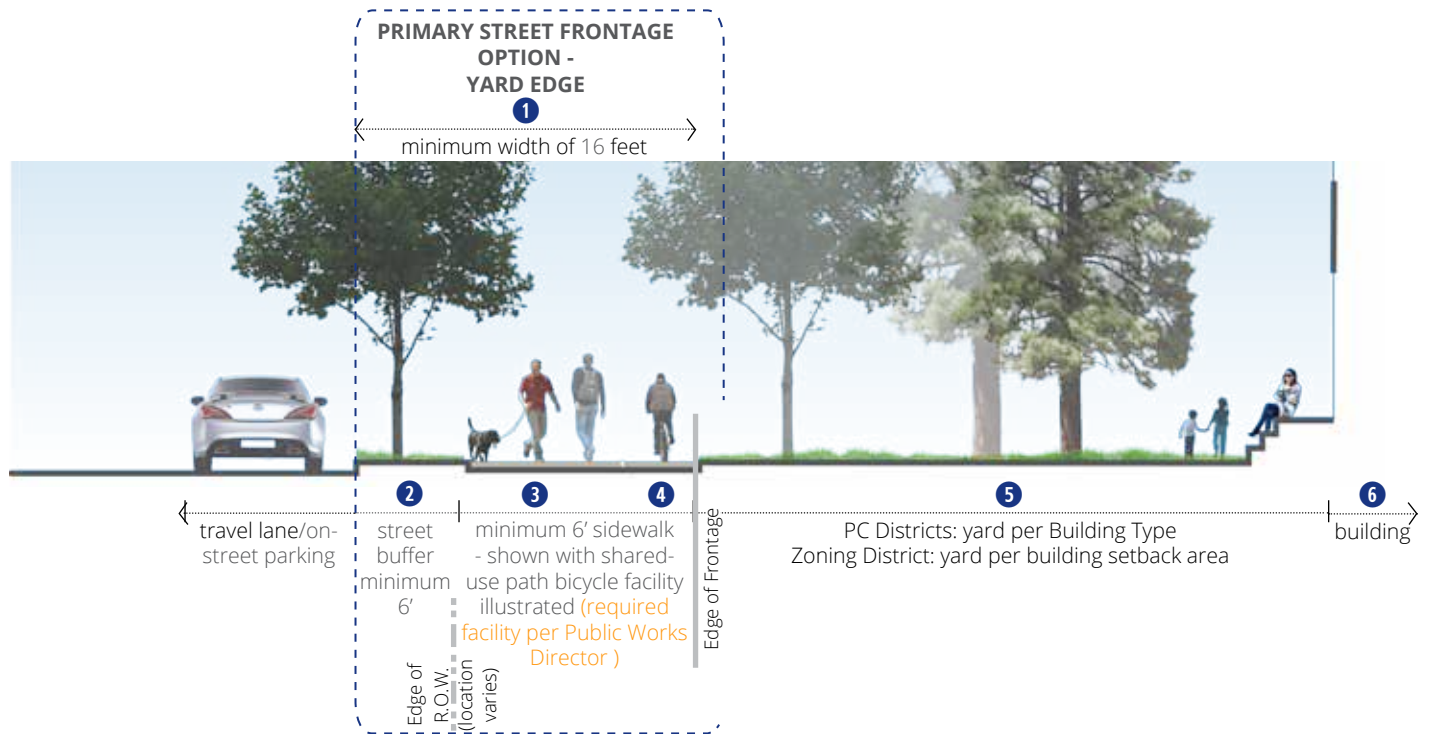 PRIMARY STREET FRONTAGE
OPTION -
YARD EDGE
1
minimum width of 16 feet
2
3
4
5
6
travel lane/on-
street parking
street
buffer
minimum
6’
minimum 6’ sidewalk
- shown with shared-
use path bicycle facility
illustrated (required
facility per Public Works
Director )
Edge of
R.O.W.
(location
varies)
Edge of Frontage
PC Districts: yard per Building Type
Zoning District: yard per building setback area
building